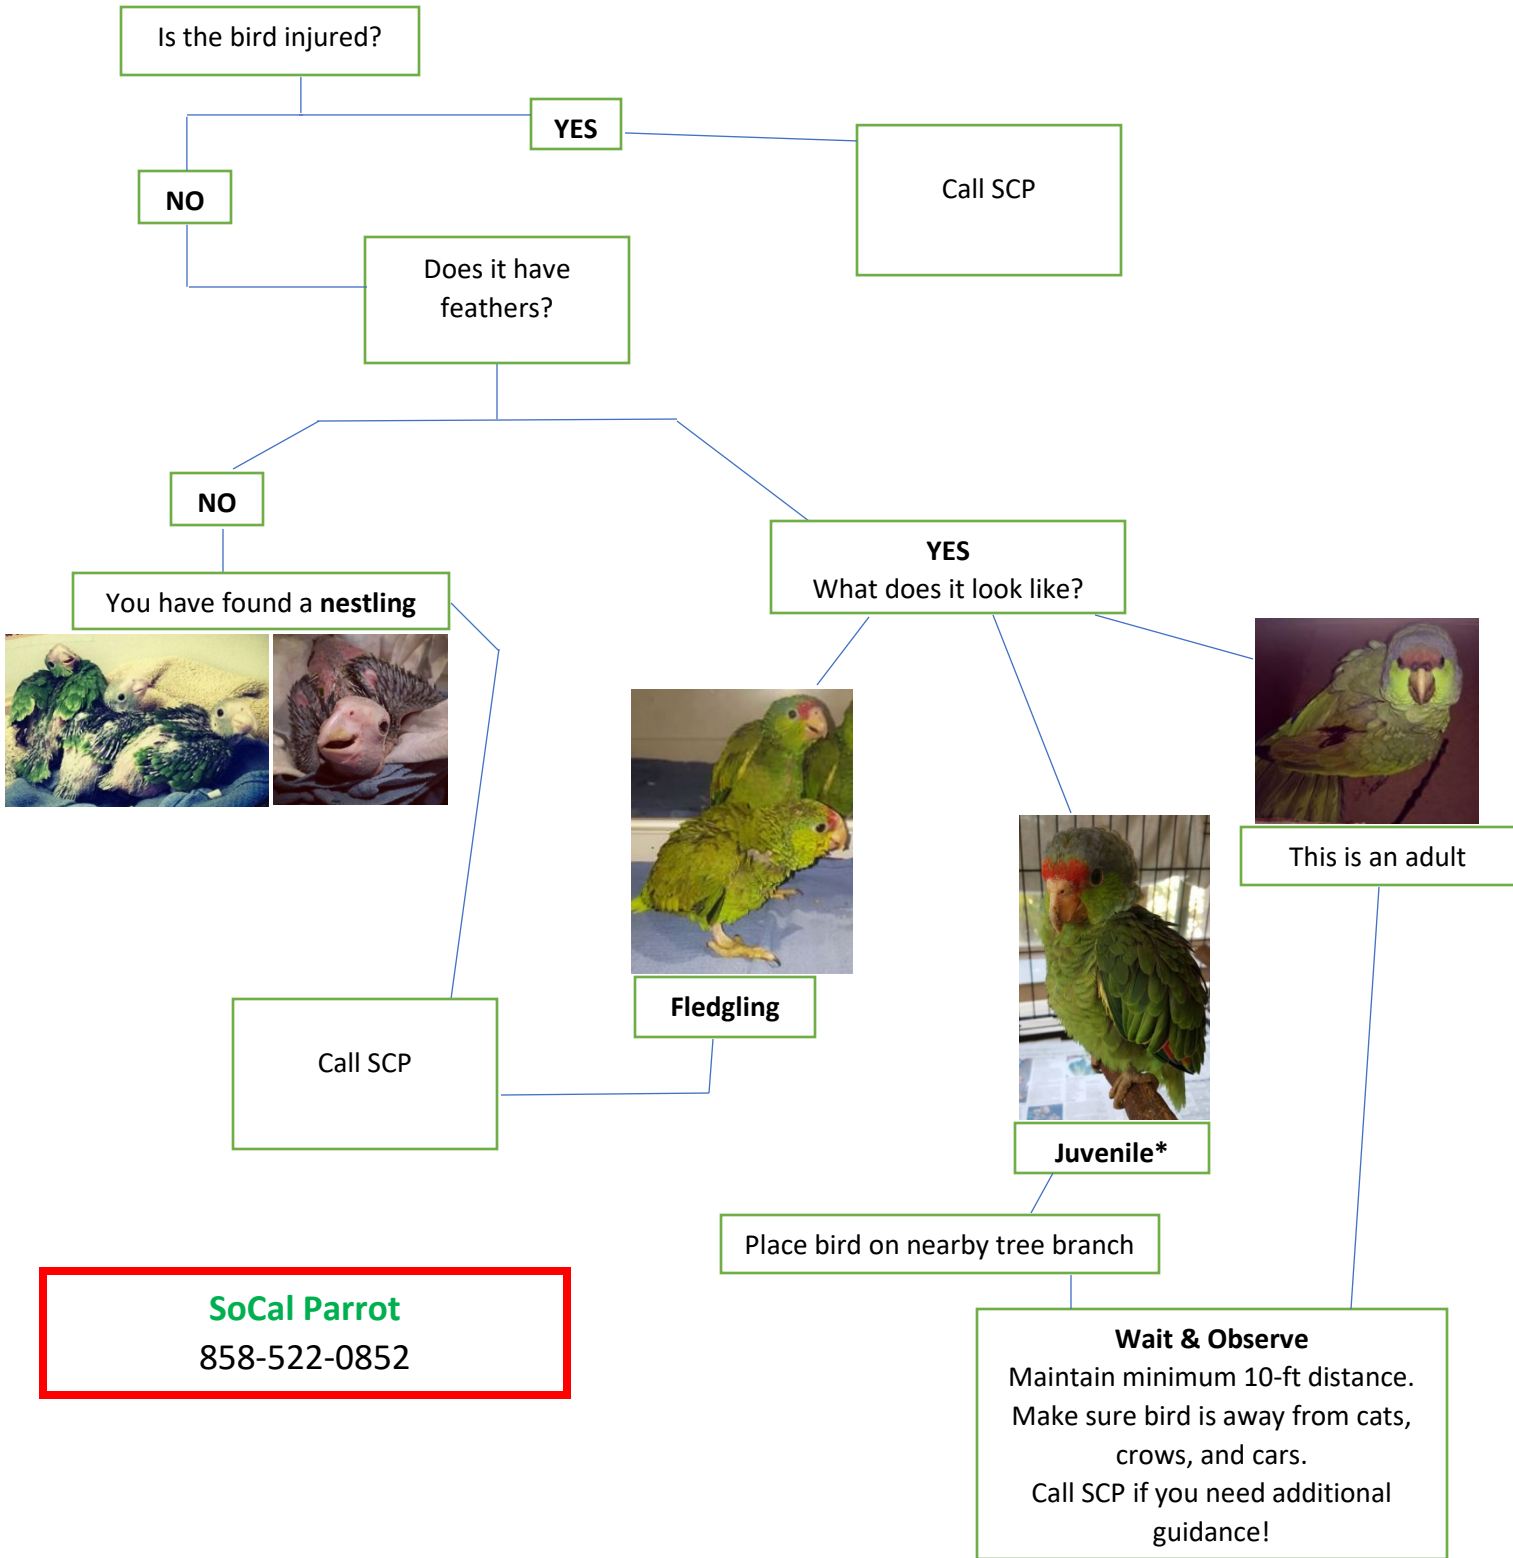 Is the bird injured?
YES
Call SCP
NO
Does it have
feathers?
NO
You have found a nestling
YES
What does it look like?
This is an adult
Fledgling
Call SCP
Juvenile*
Place bird on nearby tree branch
SoCal Parrot
858-522-0852
Wait & Observe
Maintain minimum 10-ft distance.
Make sure bird is away from cats,
crows, and cars.
Call SCP if you need additional
guidance!